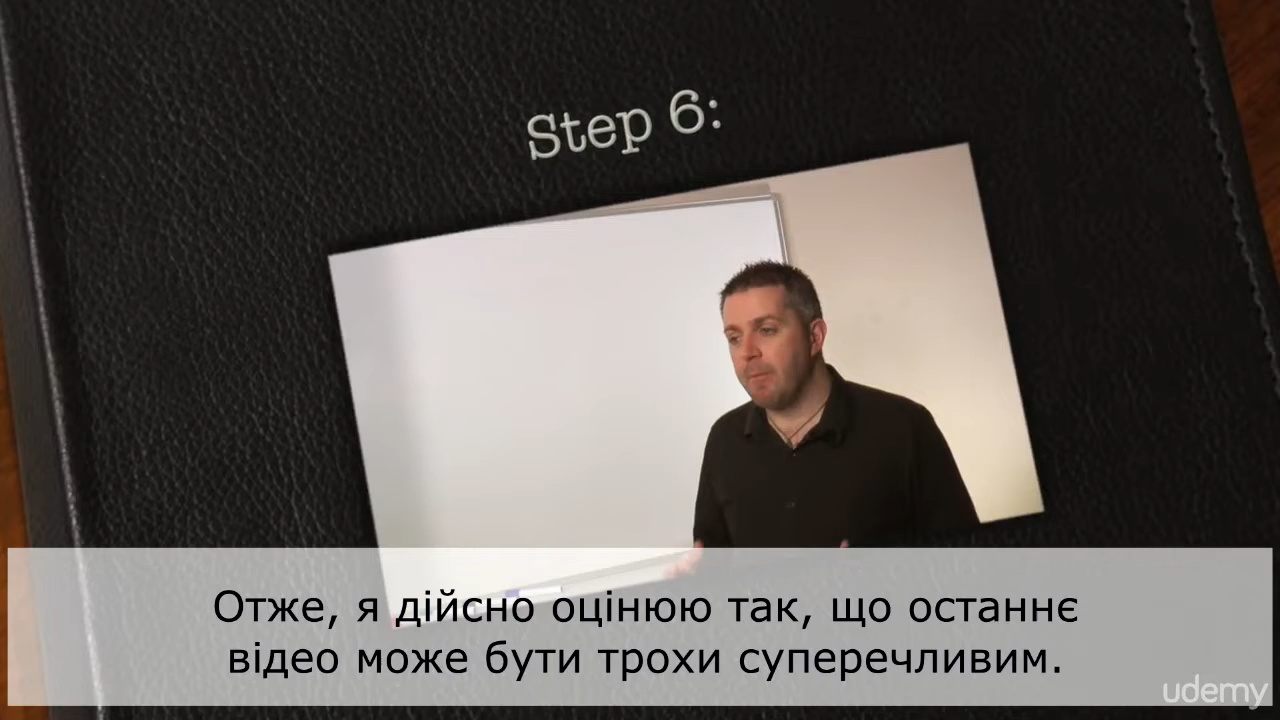 Step 6:
Отже, я дійсно оцінюю так, що останнє
відео може бути трохи суперечливим.
udemy